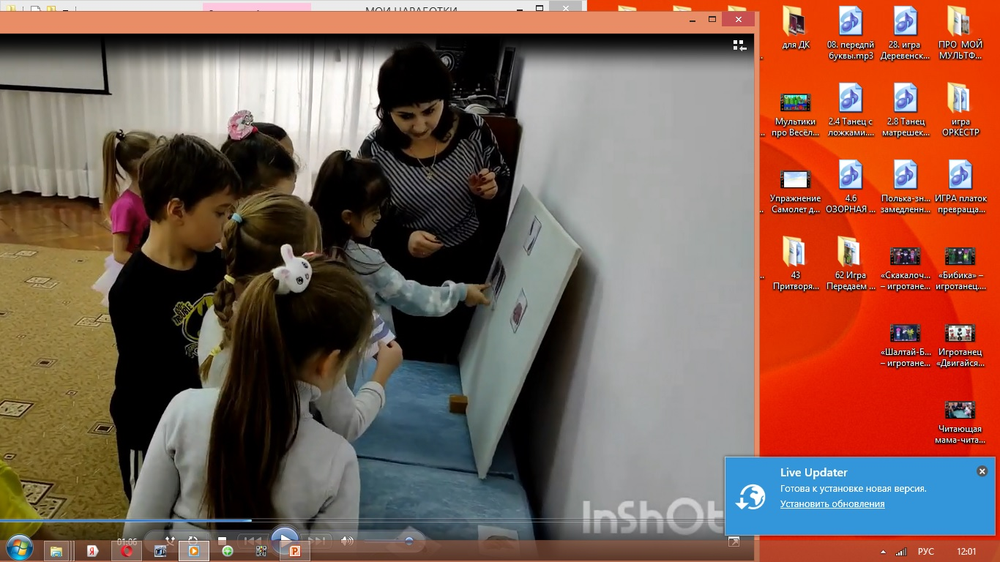 МОИ НАРАБОТКИ
для ДК
08. передпй
буквы.mp3
28. игра
Деревенск...
ПРО МОЙ
МУЛЬТФ...
Мультики
про Весёл...
2.4 Танец с
ложками....
2.8 Танец
матрешек...
игра
ОРКЕСТР
Упражнение
Самолет д...
4.6
ОЗОРНАЯ ...
Полька-зн...
замедленн...
ИГРА платок
превраща...
43
Притворя...
62 Игра
Передаем ...
«Скакалоч...
– игротане...
«Бибика» –
игротанец....
«Шалтай-Б...
– игротане...
Игротанец
«Двигайся...
Читающая
мама-чита...
Live Updater
Готова к установке новая версия.
Установить обновления
InShOt
01:06
РУС
12:01